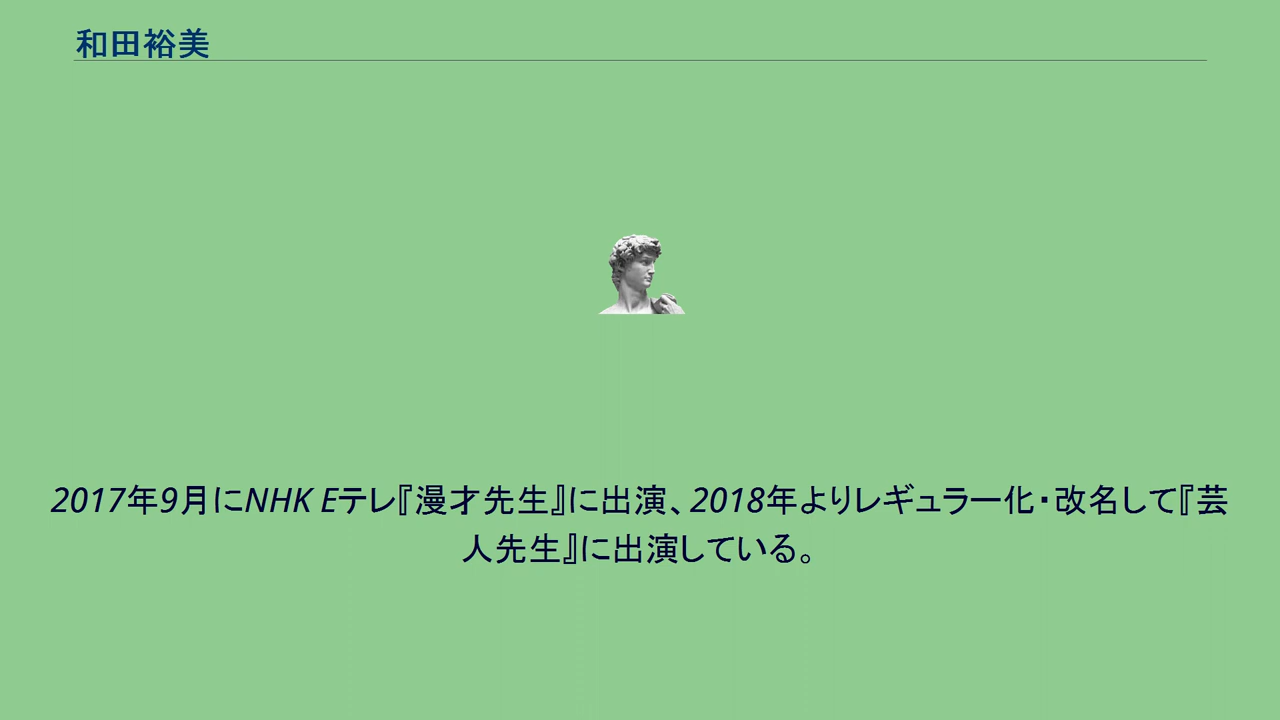 和田裕美
2017年9月にNHK Eテレ『漫才先生』に出演、2018年よりレギュラー化・改名して『芸
人先生』に出演している。